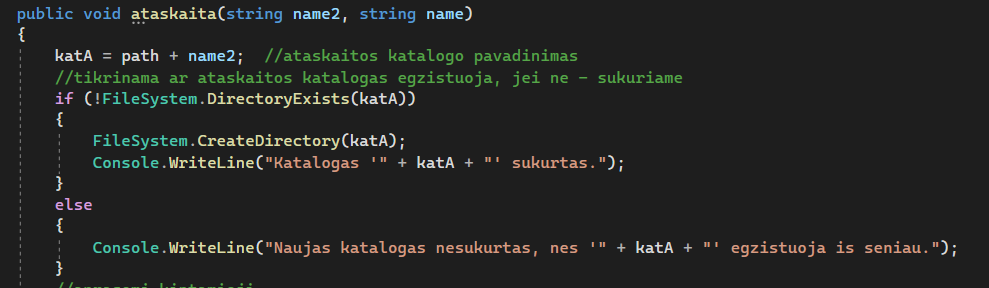 public void ataskaita(string name2, string name)
{
katA = path + name2;  //ataskaitos katalogo pavadinimas
//tikrinama ar ataskaitos katalogas egzistuoja, jei ne - sukuriame
if (!FileSystem.DirectoryExists(katA))
{
FileSystem.CreateDirectory(katA);
Console.WriteLine("Katalogas '" + katA + "' sukurtas.");
}
else
{
Console.WriteLine("Naujas katalogas nesukurtas, nes '" + katA + "' egzistuoja is seniau.");
}